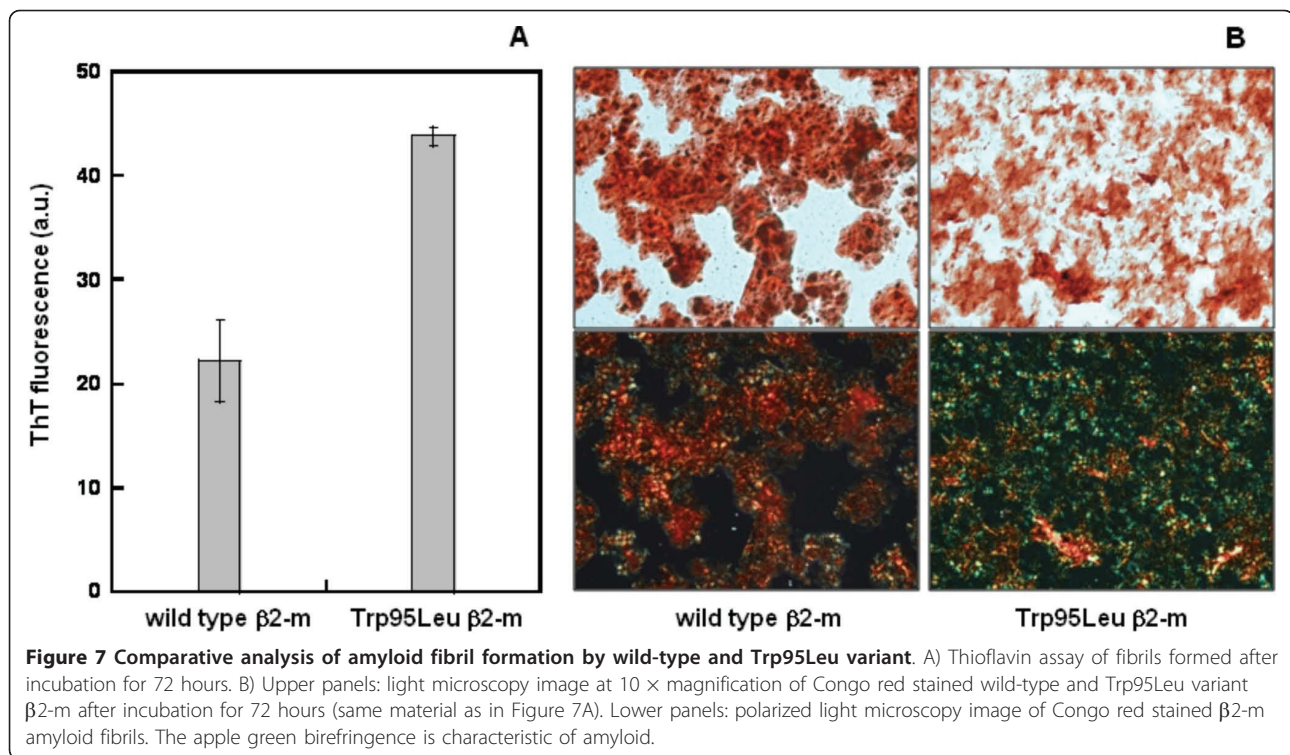 A
B
50
40
30
20
10
0
ThT fluorescence (a.u.)
wild type β2-m
Trp95Leu β2-m
wild type β2-m
Trp95Leu β2-m
Figure 7 Comparative analysis of amyloid fibril formation by wild-type and Trp95Leu variant. A) Thioflavin assay of fibrils formed after
incubation for 72 hours. B) Upper panels: light microscopy image at 10 × magnification of Congo red stained wild-type and Trp95Leu variant
β2-m after incubation for 72 hours (same material as in Figure 7A). Lower panels: polarized light microscopy image of Congo red stained β2-m
amyloid fibrils. The apple green birefringence is characteristic of amyloid.